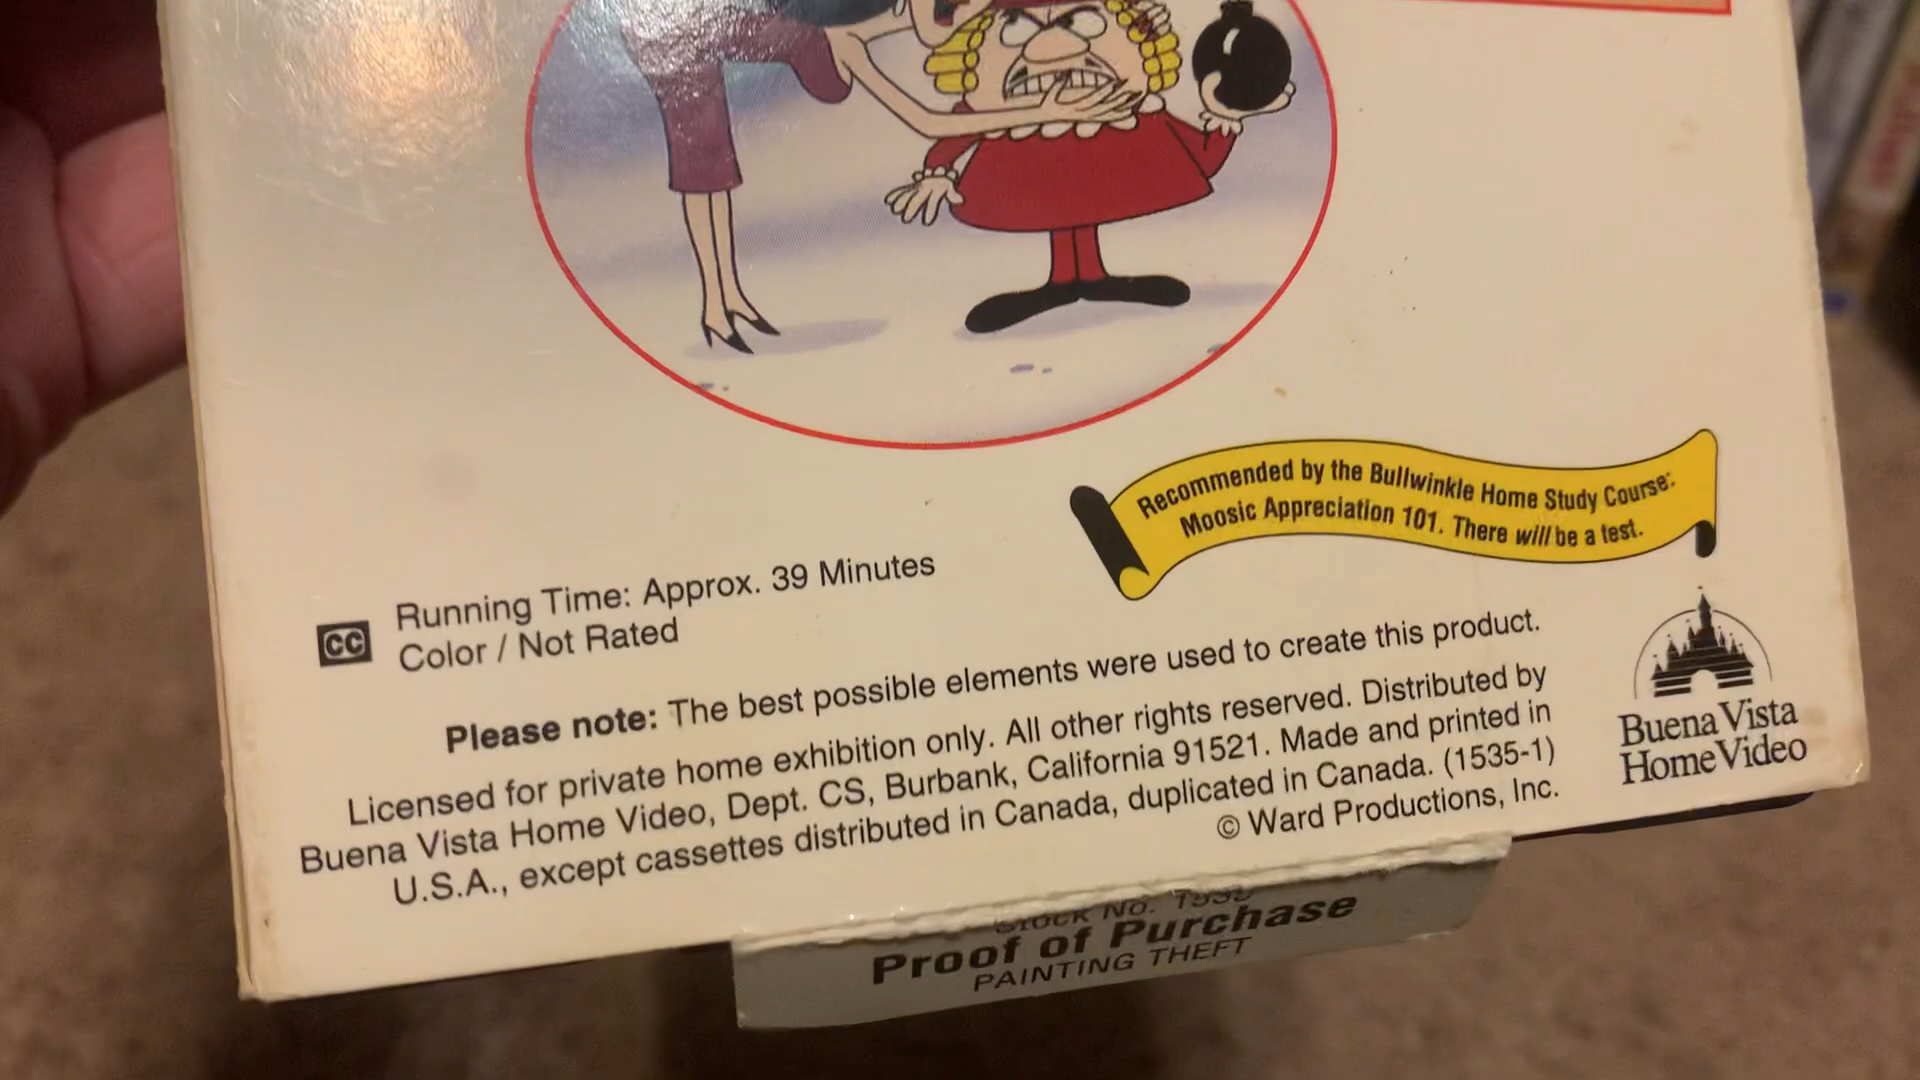 Recommended by the Bullwinkle Home Study Course:
Moosic Appreciation 101. There will be a test.
CC
Running Time: Approx. 39 Minutes
Color / Not Rated
Please note: The best possible elements were used to create this product.
Licensed for private home exhibition only. All other rights reserved. Distributed by
Buena Vista Home Video, Dept. CS, Burbank, California 91521. Made and printed in
U.S.A., except cassettes distributed in Canada, duplicated in Canada. (1535-1)
© Ward Productions, Inc.
Buena Vista
Home Video
STOCK NO.
Proof of Purchase
PAINTING THEFT